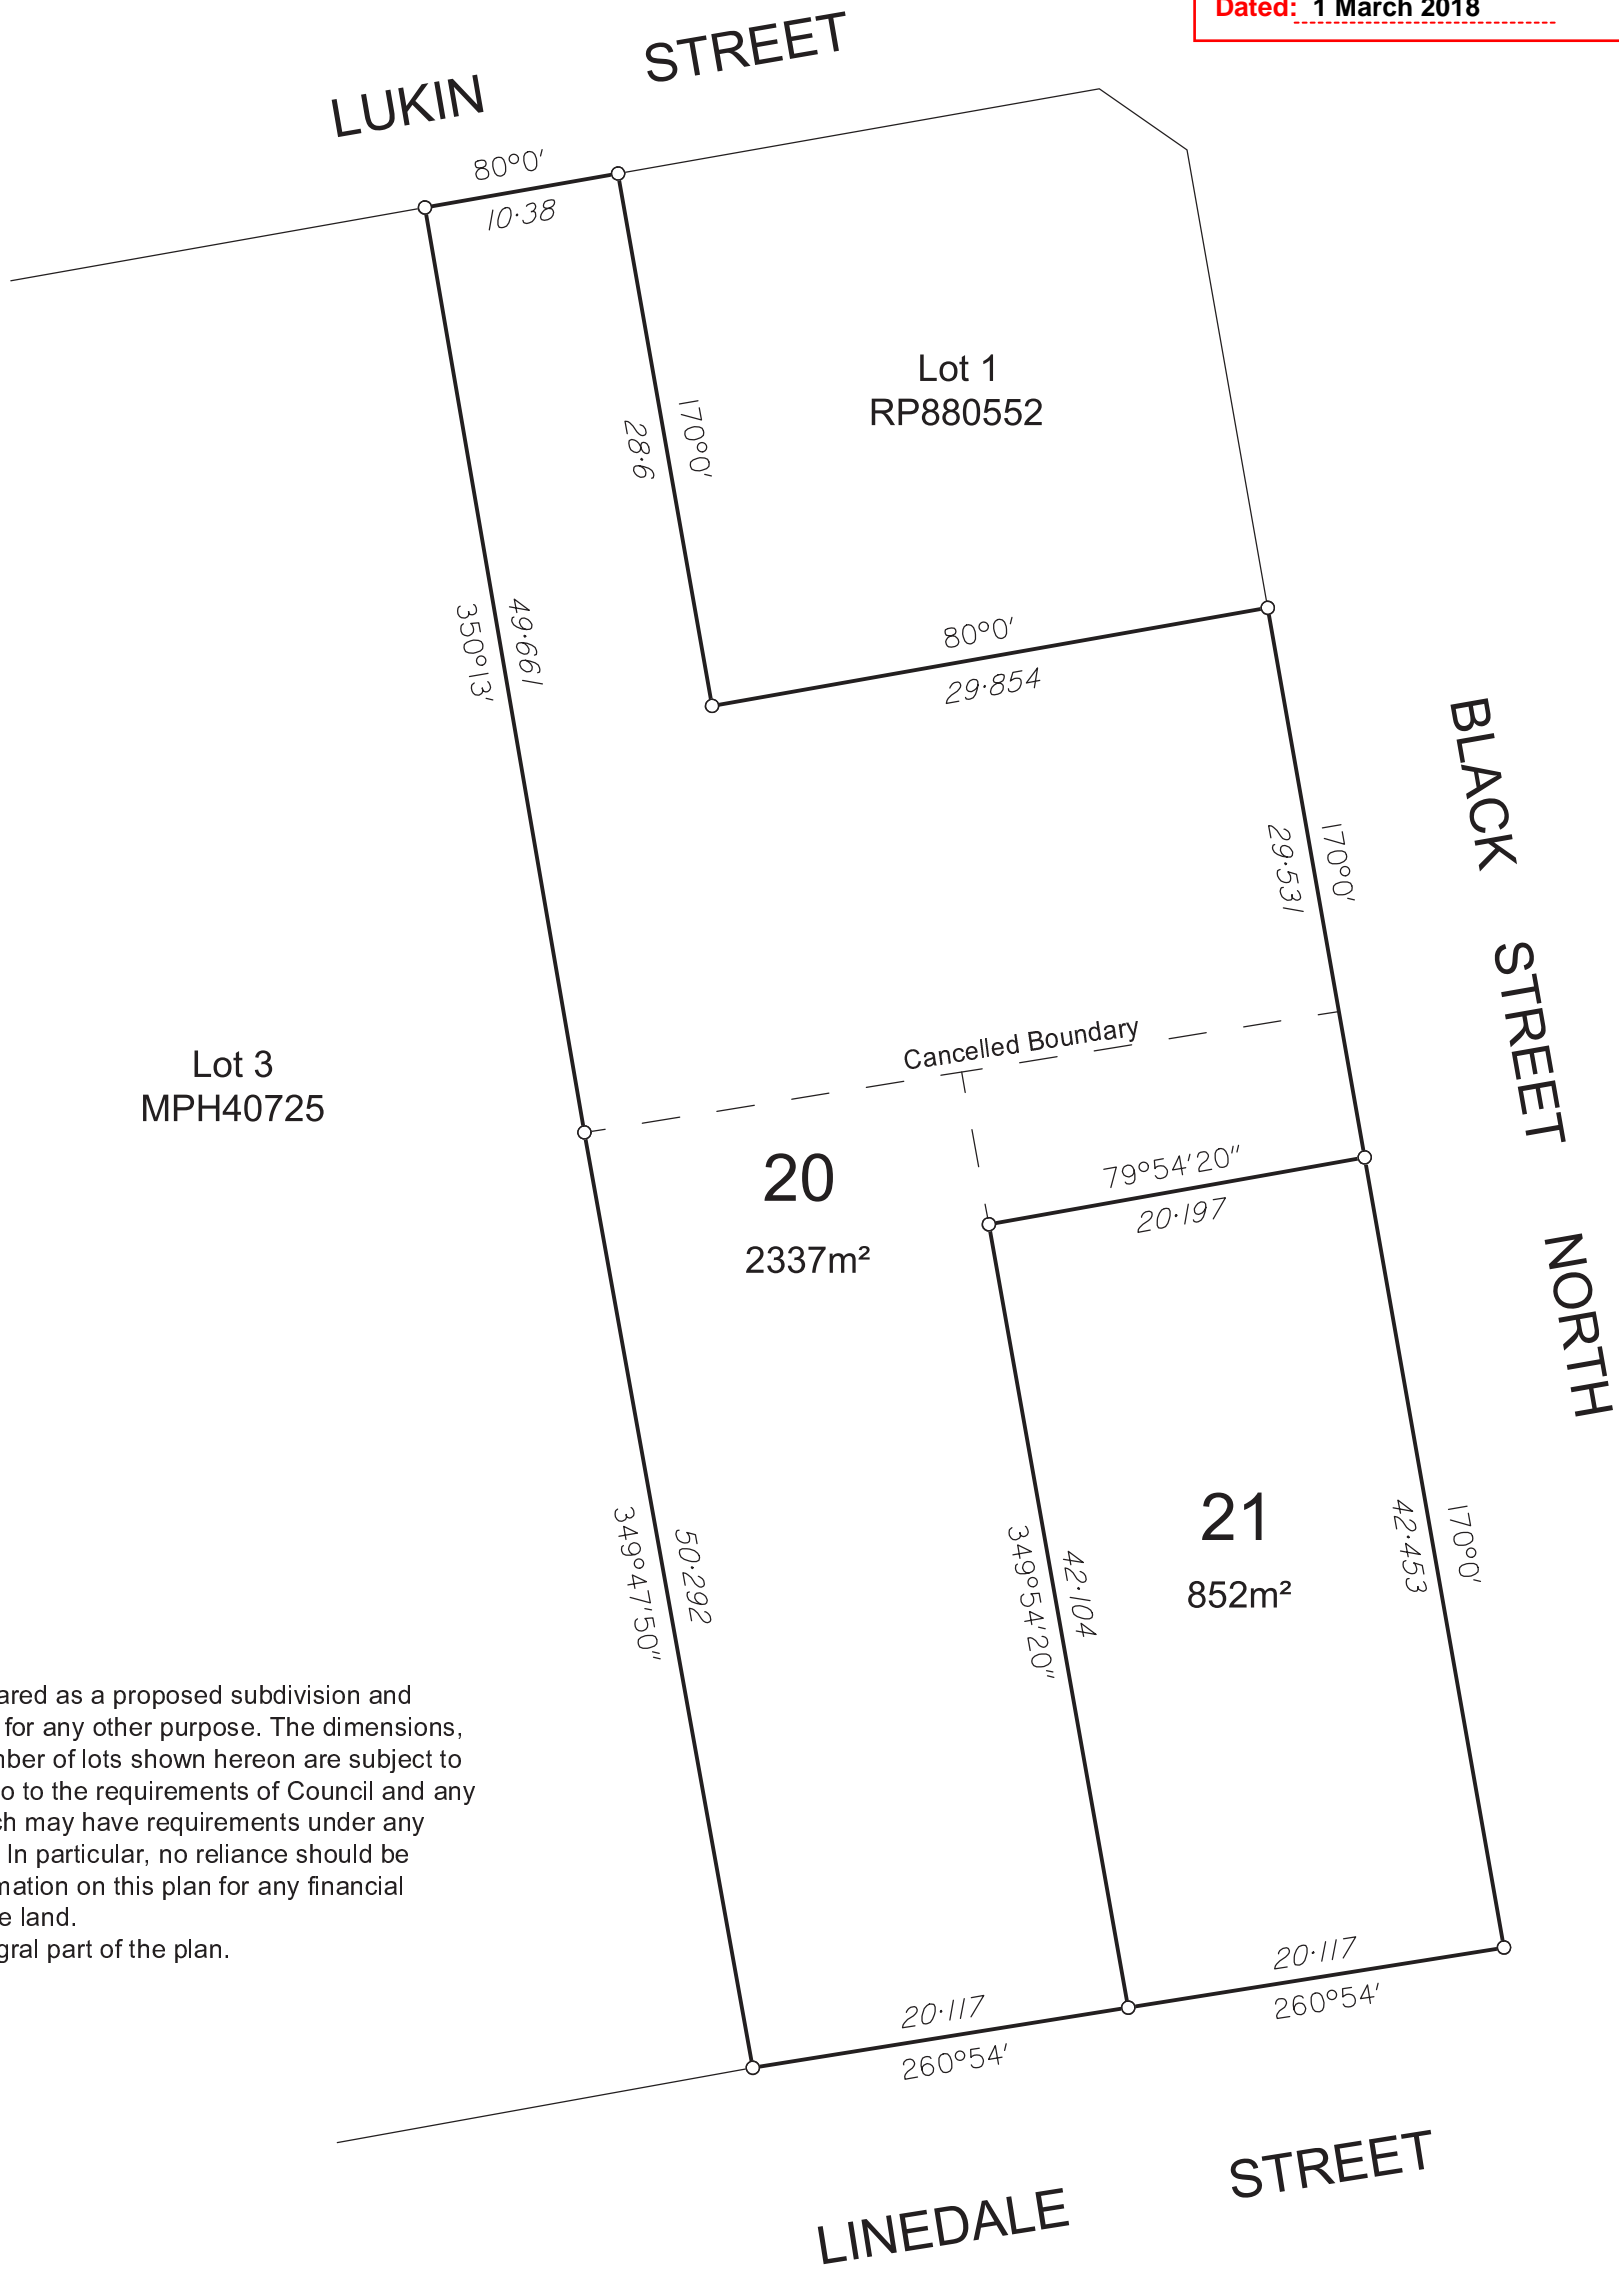 Dated: 1 March 2018
LUKIN STREET
80°0'
10·38
Lot 1
RP880552
170°0'
28·6
49·661
350°13'
80°0'
29·854
BLACK STREET NORTH
170°0'
29·531
Cancelled Boundary
Lot 3
MPH40725
20
2337m²
79°54'20"
20·197
21
852m²
349°47'50"
50·292
349°54'20"
42·104
42·453
170°0'
ared as a proposed subdivision and
for any other purpose. The dimensions,
nber of lots shown hereon are subject to
o to the requirements of Council and any
ch may have requirements under any
In particular, no reliance should be
mation on this plan for any financial
e land.
gral part of the plan.
20·117
260°54'
20·117
260°54'
LINEDALE STREET